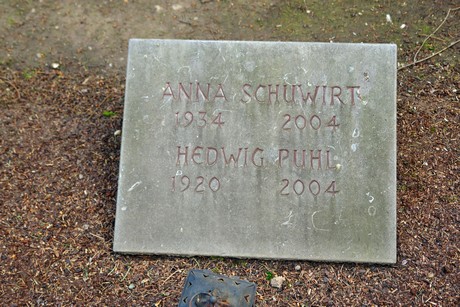 ANNA SCHUWIRT
1934 2004
HEDWIG PUHL
1920 2004